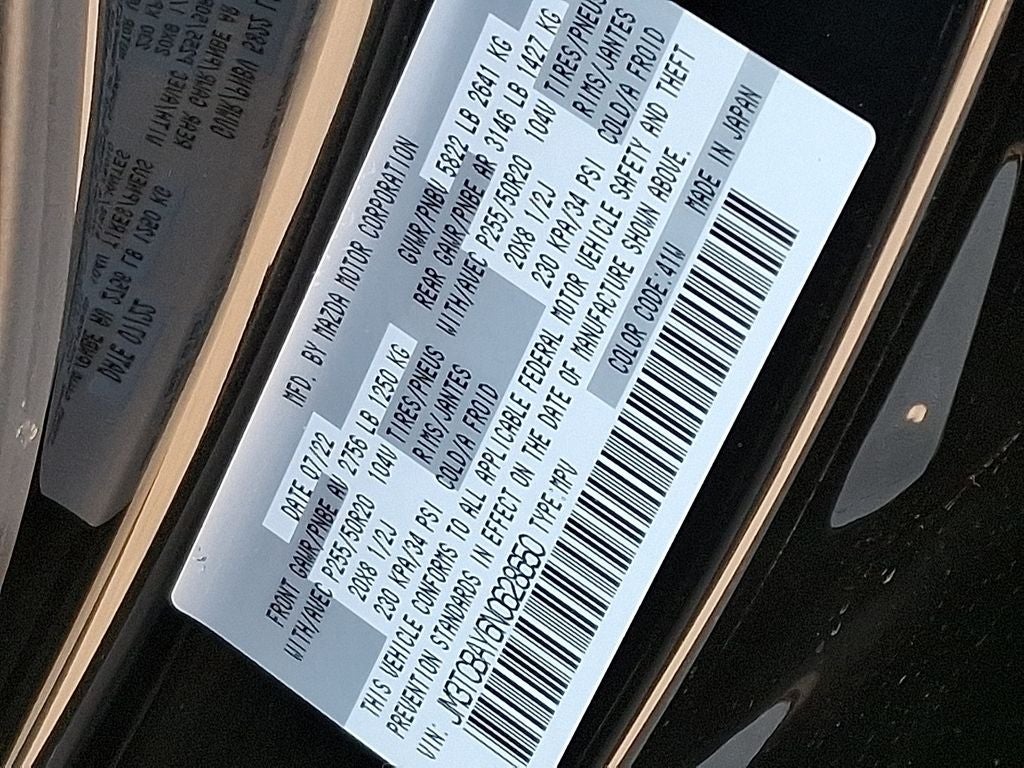 MFD. BY MAZDA MOTOR CORPORATION
DATE 07/22 GVWR/PNBV 5822 LB 2641 KG
FRONT GAWR/PNBE AV 2756 LB 1250 KG REAR GAWR/PNBE AR 3146 LB 1427 KG
WITH/AVEC P255/50R20 104V TIRES/PNEUS WITH/AVEC P255/50R20 104V TIRES/PNEUS
20X8 1/2J RIMS/JANTES 20X8 1/2J RIMS/JANTES
230 KPA/34 PSI COLD/A FROID 230 KPA/34 PSI COLD/A FROID
THIS VEHICLE CONFORMS TO ALL APPLICABLE FEDERAL MOTOR VEHICLE SAFETY AND THEFT
PREVENTION STANDARDS IN EFFECT ON THE DATE OF MANUFACTURE SHOWN ABOVE.
VIN: JM3TCBAY6N0628650 TYPE:MPV COLOR CODE:41W MADE IN JAPAN